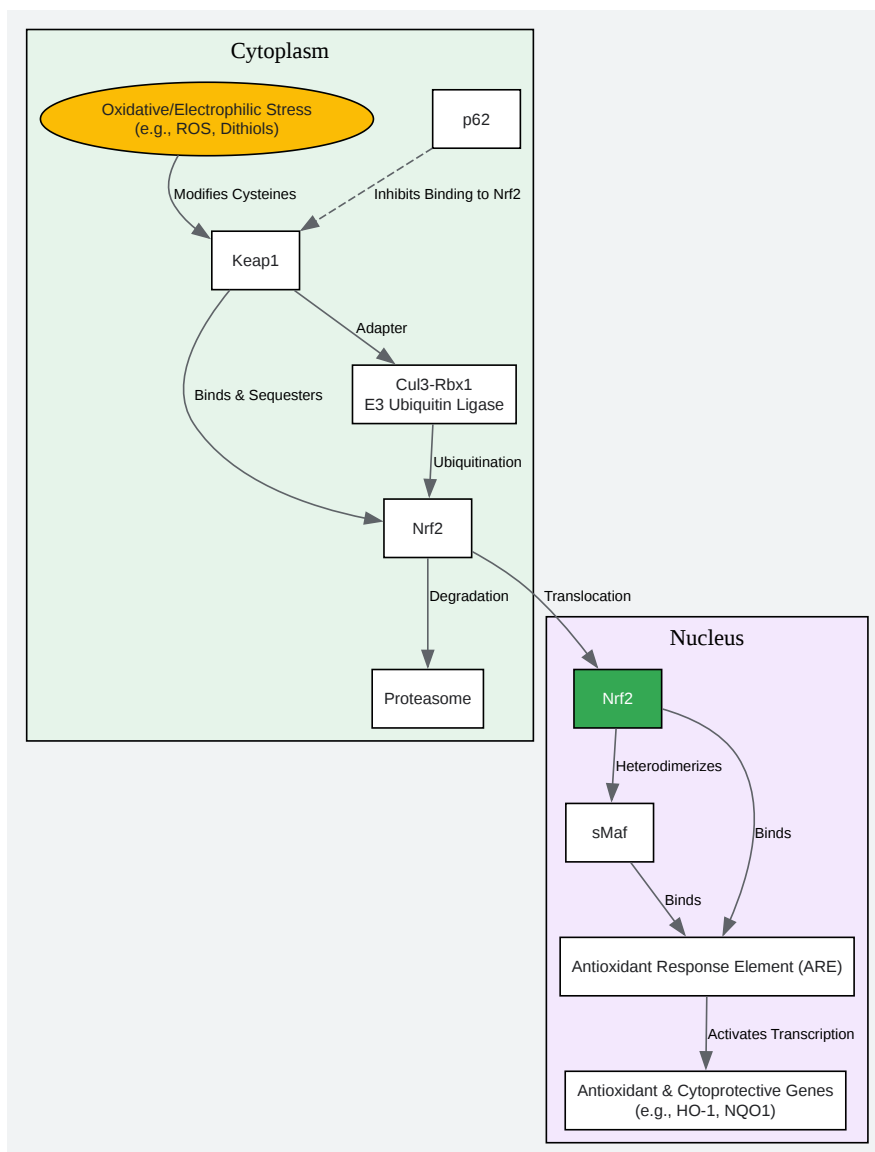 Cytoplasm
Oxidative/Electrophilic Stress
(e.g., ROS, Dithiols)
p62
Modifies Cysteines
Inhibits Binding to Nrf2
Keap1
Adapter
Cul3-Rbx1
E3 Ubiquitin Ligase
Binds & Sequesters
Ubiquitination
Nrf2
Degradation
Translocation
Proteasome
Nucleus
Nrf2
Heterodimerizes
sMaf
Binds
Binds
Antioxidant Response Element (ARE)
Activates Transcription
Antioxidant & Cytoprotective Genes
(e.g., HO-1, NQO1)